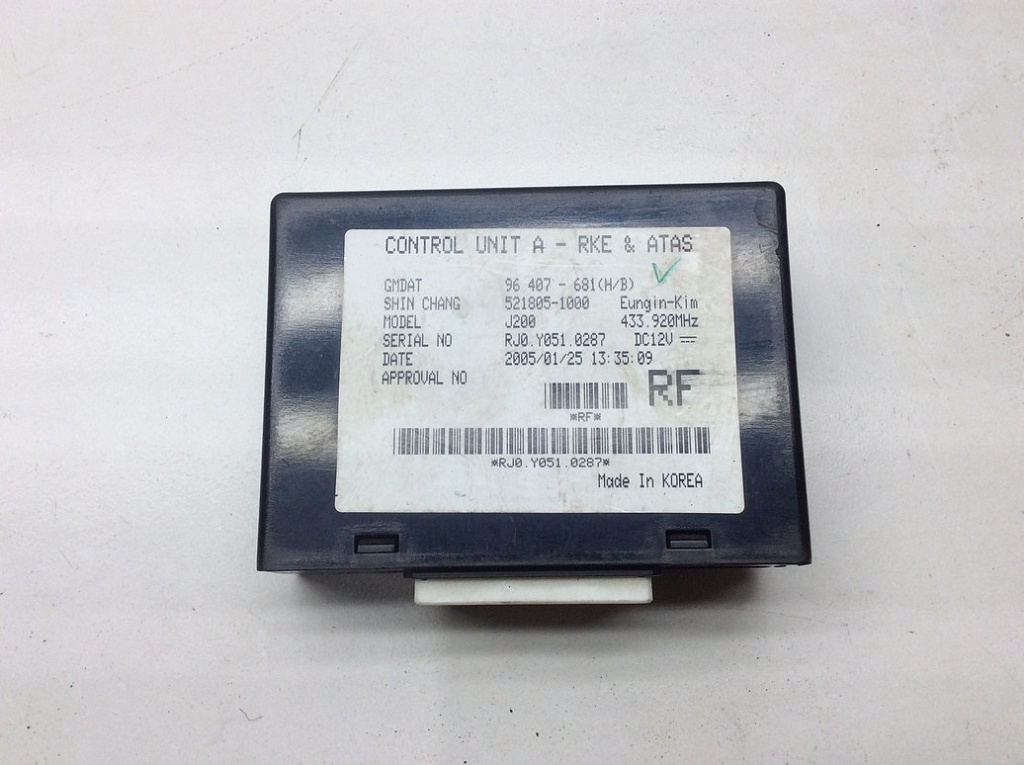 CONTROL UNIT A - RKE & ATAS
GMDAT 96 407 - 681(H/B)
SHIN CHANG 521805-1000 Eungin-Kim
MODEL J200 433.920MHz
SERIAL NO RJ0.Y051.0287 DC12V
DATE 2005/01/25 13:35:09
APPROVAL NO
RF
*RF*
*RJ0.Y051.0287*
Made In KOREA